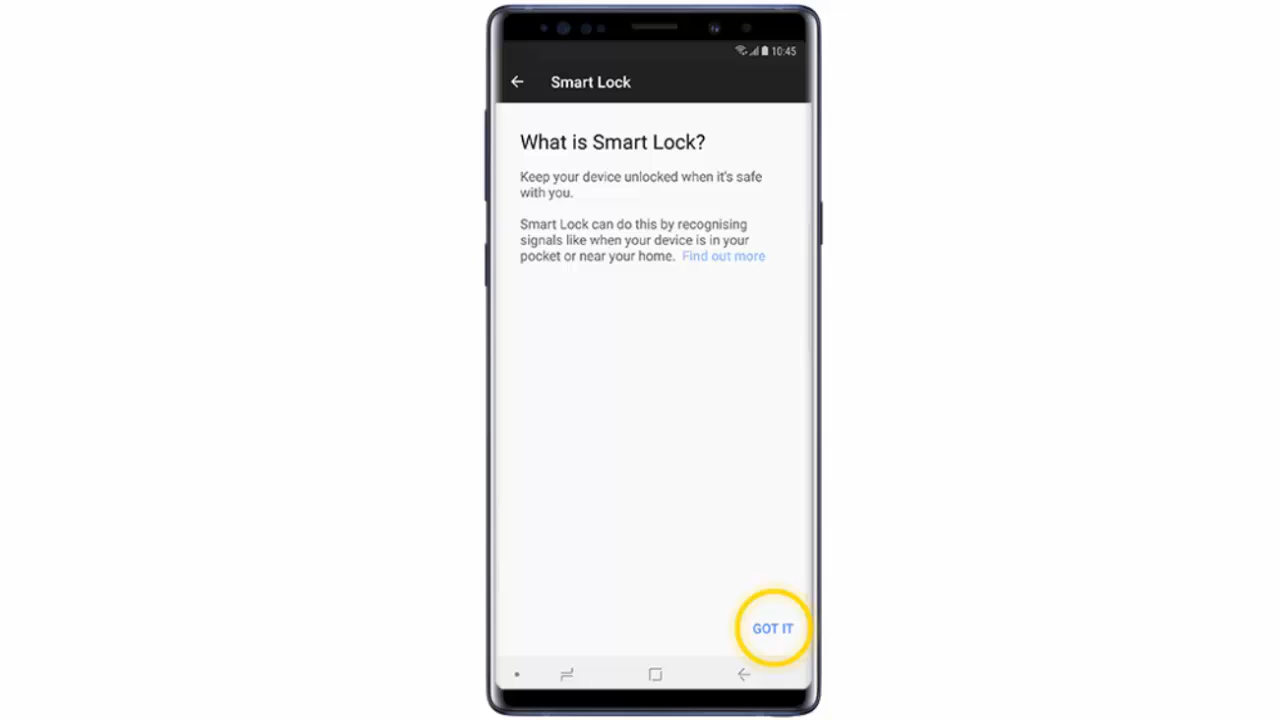 10:45
Smart Lock
What is Smart Lock?
Keep your device unlocked when it's safe
with you.
Smart Lock can do this by recognising
signals like when your device is in your
pocket or near your home. Find out more
GOT IT